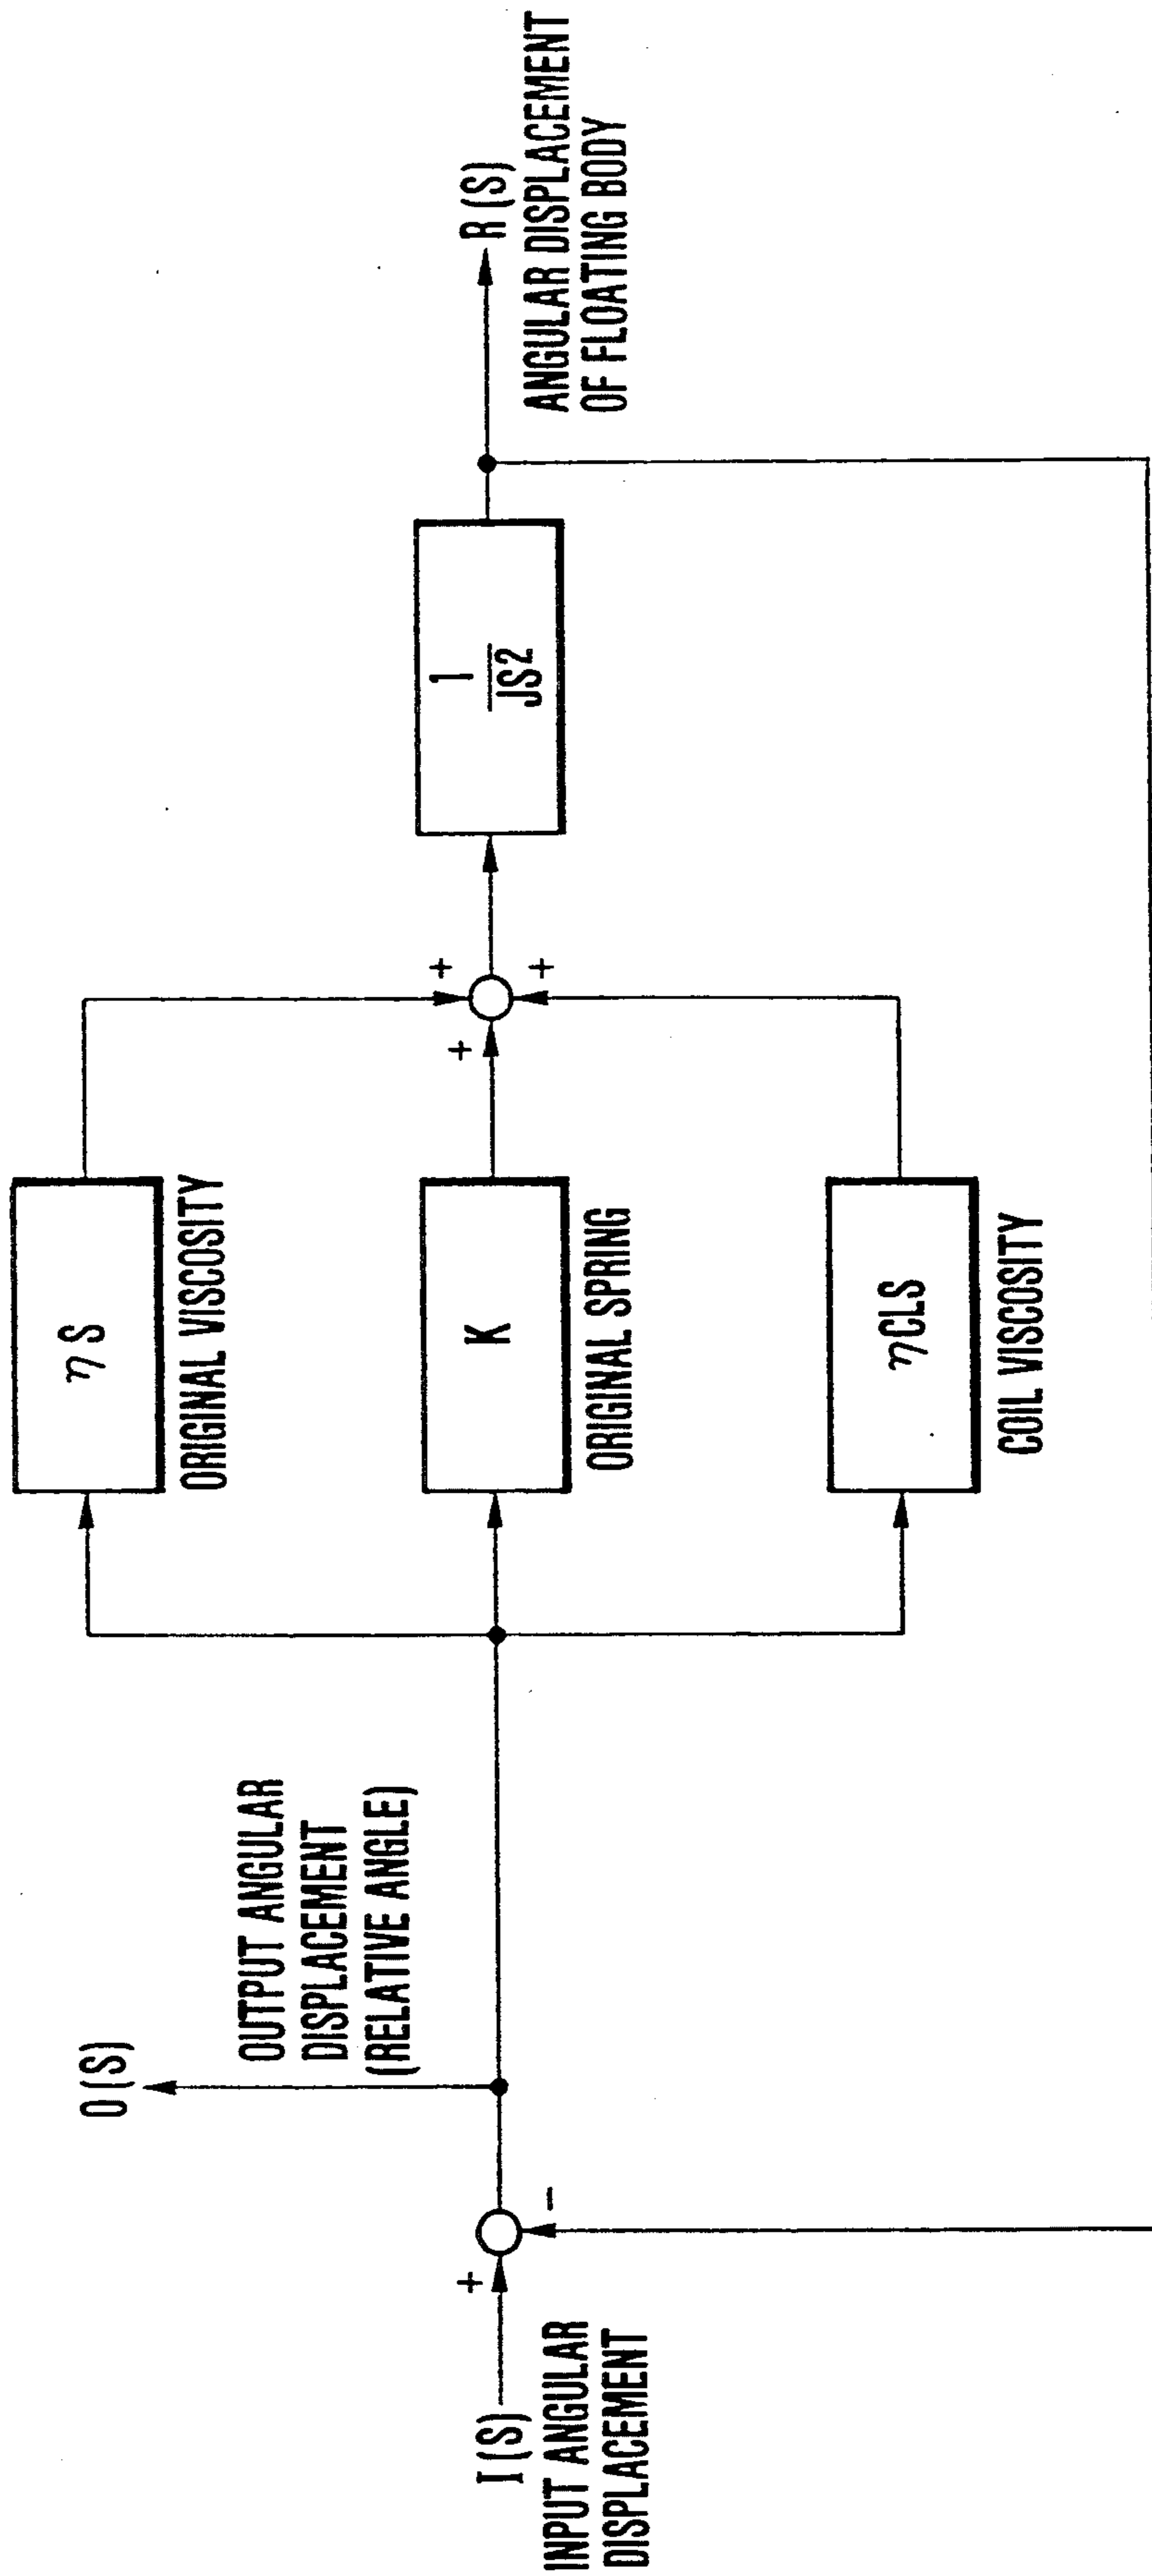 I(S)
INPUT ANGULAR
DISPLACEMENT
+
-
O(S)
OUTPUT ANGULAR
DISPLACEMENT
(RELATIVE ANGLE)
ηS
ORIGINAL VISCOSITY
K
ORIGINAL SPRING
ηCLS
COIL VISCOSITY
+
+
+
1
JS2
R(S)
ANGULAR DISPLACEMENT
OF FLOATING BODY